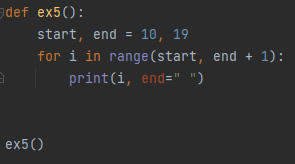 def ex5():
    start, end = 10, 19
    for i in range(start, end + 1):
        print(i, end=" ")
ex5()